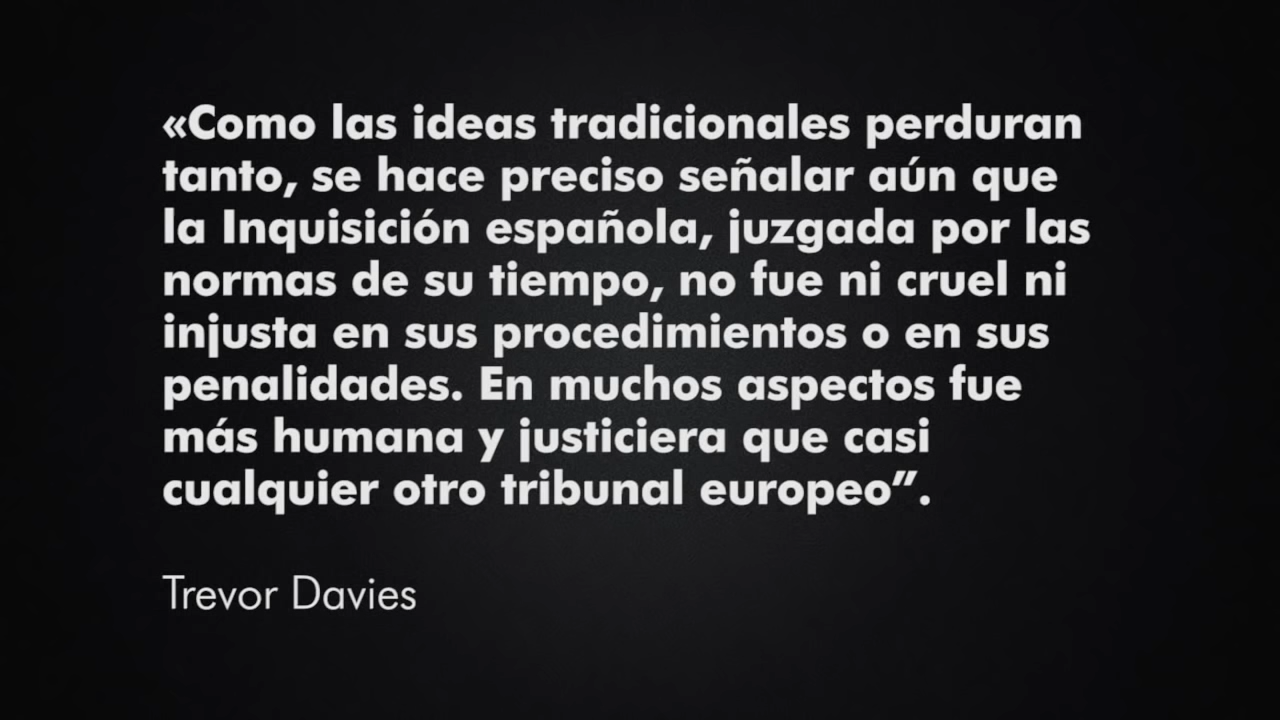 «Como las ideas tradicionales perduran
tanto, se hace preciso señalar aún que
la Inquisición española, juzgada por las
normas de su tiempo, no fue ni cruel ni
injusta en sus procedimientos o en sus
penalidades. En muchos aspectos fue
más humana y justiciera que casi
cualquier otro tribunal europeo”.
Trevor Davies